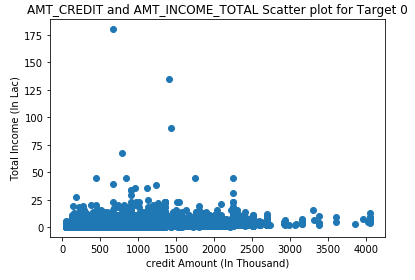 AMT_CREDIT and AMT_INCOME_TOTAL Scatter plot for Target 0
175
150
125
100
75
50
25
0
Total Income (In Lac)
0 500 1000 1500 2000 2500 3000 3500 4000
credit Amount (In Thousand)